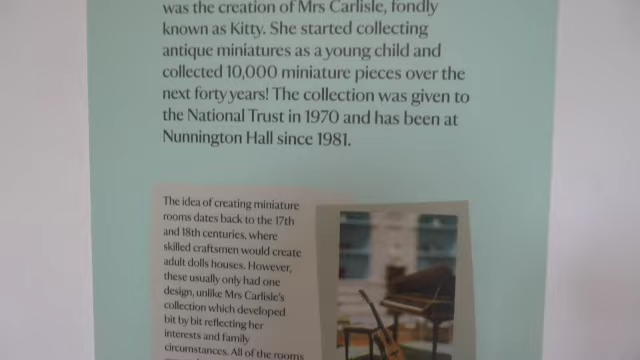 was the creation of Mrs Carlisle, fondly
known as Kitty. She started collecting
antique miniatures as a young child and
collected 10,000 miniature pieces over the
next forty years! The collection was given to
the National Trust in 1970 and has been at
Nunnington Hall since 1981.
The idea of creating miniature
rooms dates back to the 17th
and 18th centuries, where
skilled craftsmen would create
adult dolls houses. However,
these usually only had one
design, unlike Mrs Carlisle's
collection which developed
bit by bit reflecting her
interests and family
circumstances. All of the rooms